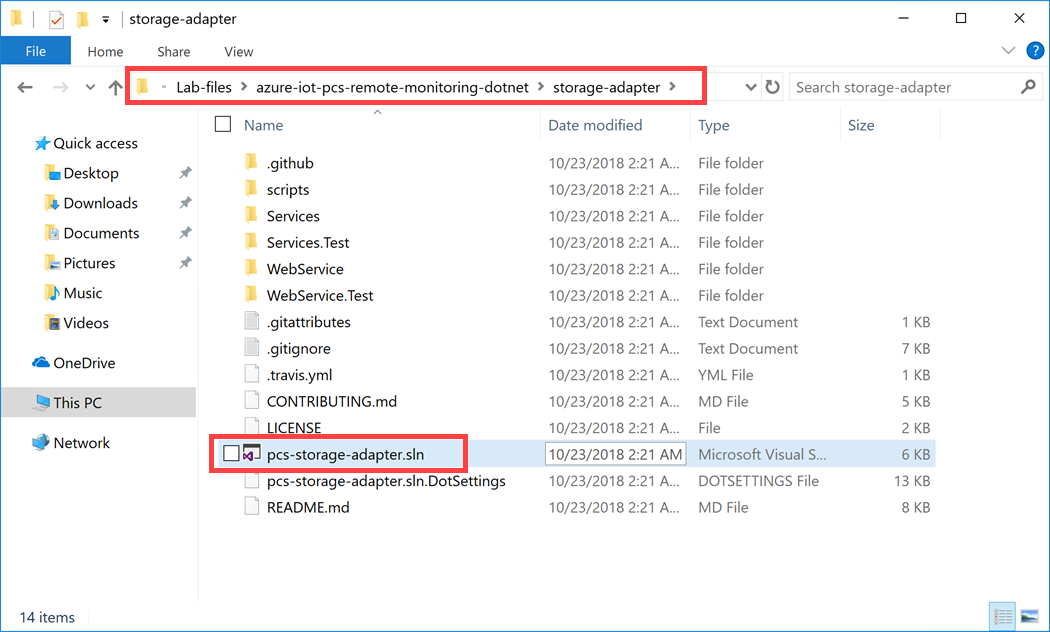 storage-adapter
File Home Share View
Lab-files > azure-iot-pcs-remote-monitoring-dotnet > storage-adapter >
Search storage-adapter
Quick access
Desktop
Downloads
Documents
Pictures
Music
Videos
OneDrive
This PC
Network
Name Date modified Type Size
.github 10/23/2018 2:21 A... File folder
scripts 10/23/2018 2:21 A... File folder
Services 10/23/2018 2:21 A... File folder
Services.Test 10/23/2018 2:21 A... File folder
WebService 10/23/2018 2:21 A... File folder
WebService.Test 10/23/2018 2:21 A... File folder
.gitattributes 10/23/2018 2:21 A... Text Document 1 KB
.gitignore 10/23/2018 2:21 A... Text Document 7 KB
.travis.yml 10/23/2018 2:21 A... YML File 1 KB
CONTRIBUTING.md 10/23/2018 2:21 A... MD File 5 KB
LICENSE 10/23/2018 2:21 A... File 2 KB
pcs-storage-adapter.sln 10/23/2018 2:21 AM Microsoft Visual S... 6 KB
pcs-storage-adapter.sln.DotSettings 10/23/2018 2:21 A... DOTSETTINGS File 13 KB
README.md 10/23/2018 2:21 A... MD File 8 KB
14 items